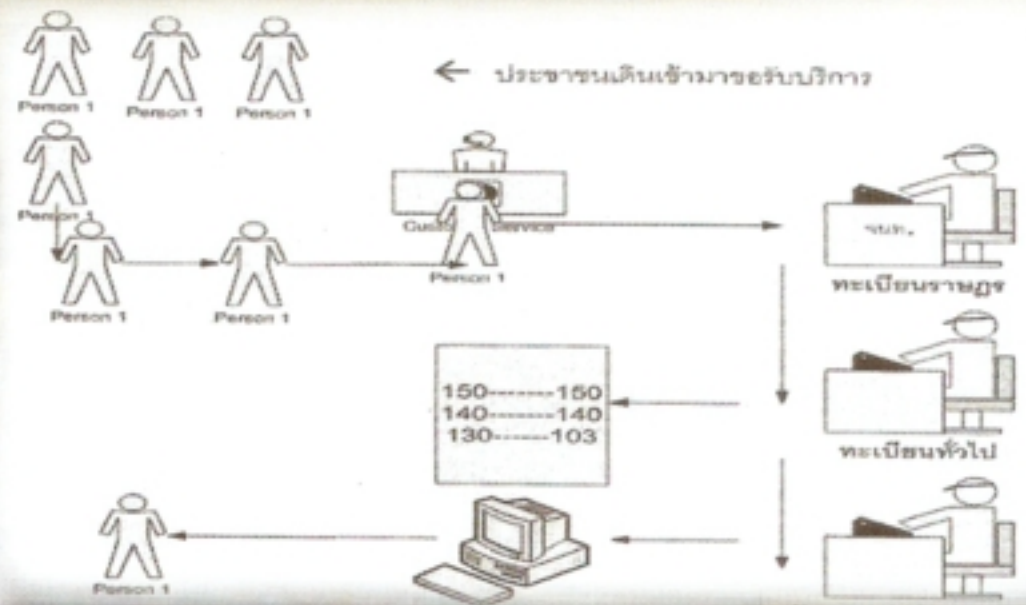 Person 1
Person 1
Person 1
← ประชาชนเดินเข้ามาขอรับบริการ
Person 1
Person 1
Person 1
Person 1
จนท.
ทะเบียนราษฎร
150-------150
140-------140
130------103
ทะเบียนทั่วไป
Person 1